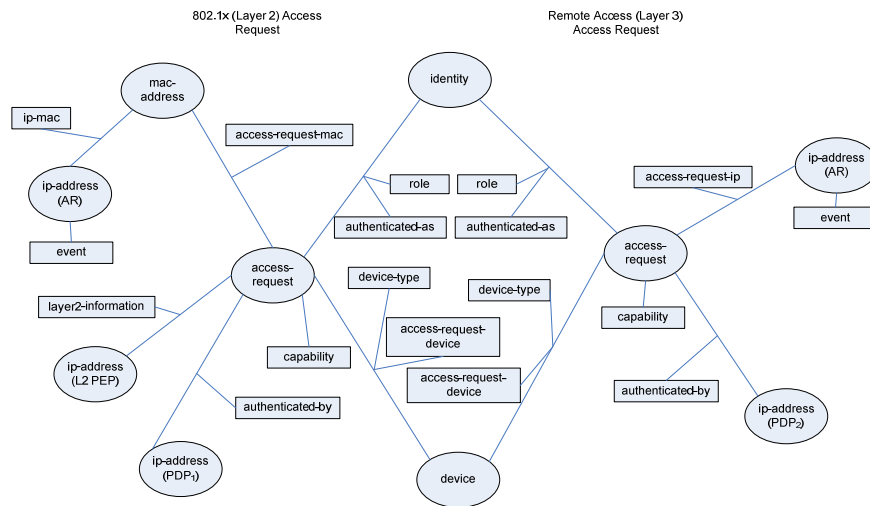 802.1x (Layer 2) Access
Request
Remote Access (Layer 3)
Access Request
mac-
address
identity
ip-mac
access-request-mac
ip-address
(AR)
role
role
access-request-ip
ip-address
(AR)
authenticated-as
authenticated-as
event
event
access-
request
access-
request
device-type
device-type
layer2-information
capability
access-request-
device
capability
ip-address
(L2 PEP)
access-request-
device
authenticated-by
authenticated-by
ip-address
(PDP₂)
ip-address
(PDP₁)
device